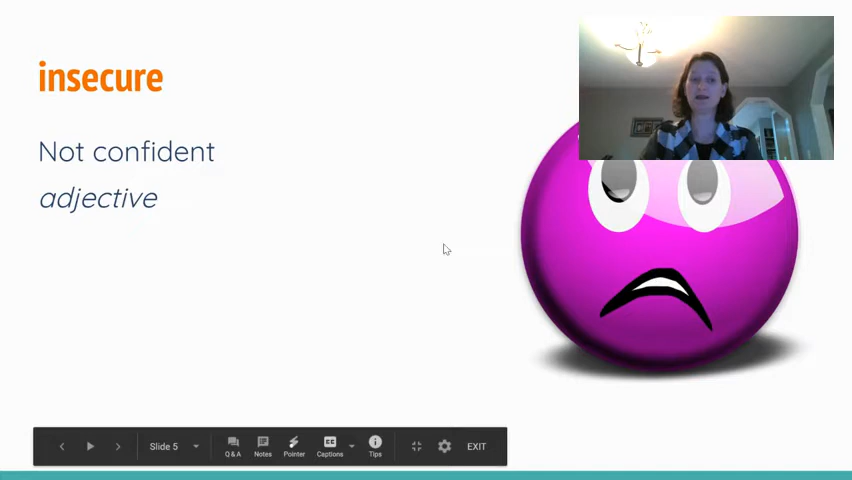 insecure
Not confident
adjective
Slide 5
Q & A
Notes
Pointer
CC
Captions
Tips
EXIT